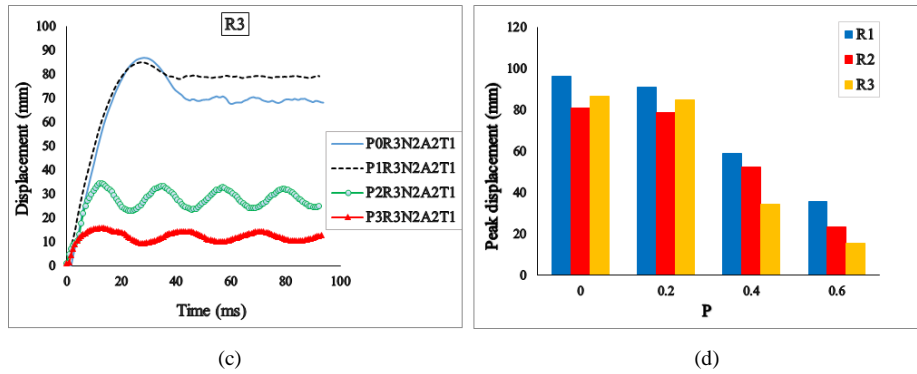 R3
100
90
80
70
60
50
40
30
20
10
0
Displacement (mm)
0 20 40 60 80 100
Time (ms)
P0R3N2A2T1
P1R3N2A2T1
P2R3N2A2T1
P3R3N2A2T1
(c)
120
100
80
60
40
20
0
Peak displacement (mm)
0 0.2 0.4 0.6
P
R1
R2
R3
(d)